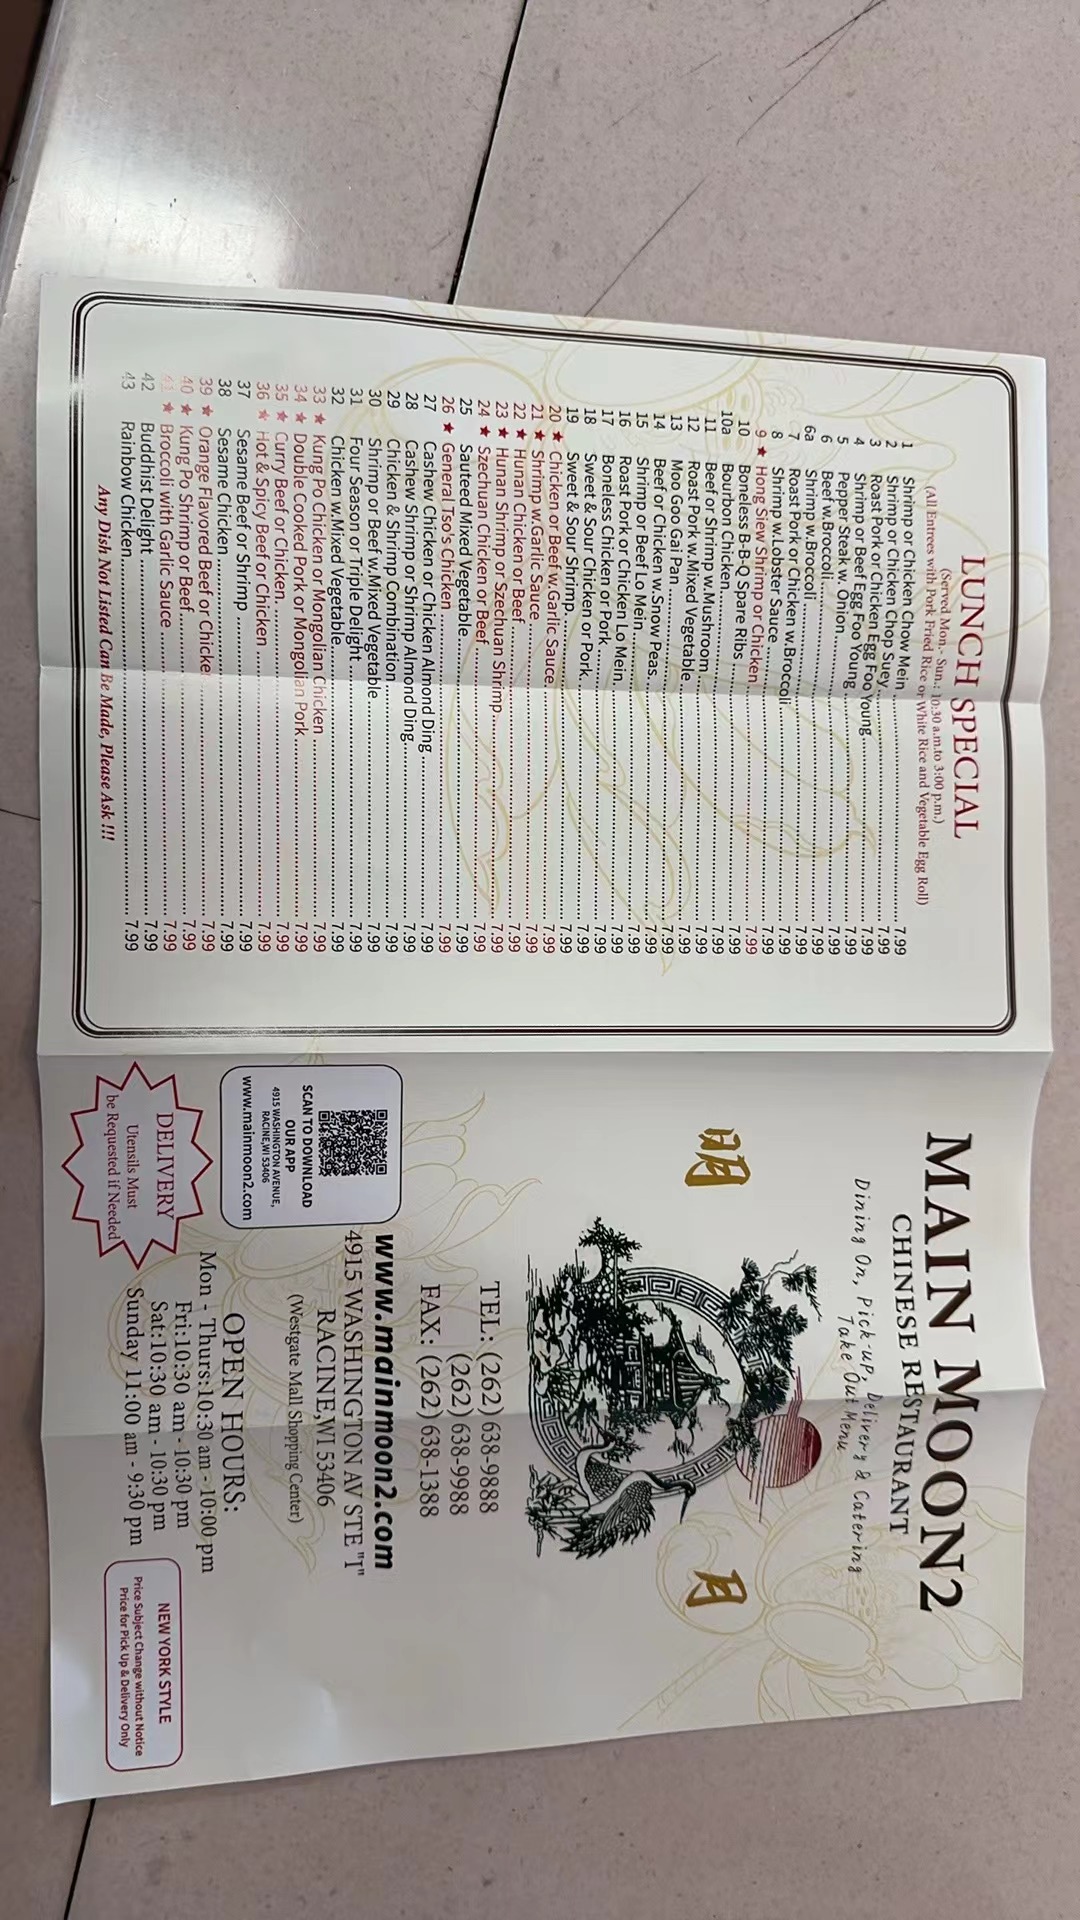 LUNCH SPECIAL
(Served Mon.- Sun.: 10:30 a.m.to 3:00 p.m.)
(All Entrees with Pork Fried Rice or White Rice and Vegetable Egg Roll)
1 Shrimp or Chicken Chow Mein 7.99
2 Shrimp or Chicken Chop Suey 7.99
3 Roast Pork or Chicken Egg Foo Young 7.99
4 Shrimp or Beef Egg Foo Young 7.99
5 Pepper Steak w. Onion 7.99
6 Beef w.Broccoli 7.99
6a Shrimp w.Broccoli 7.99
7 Roast Pork or Chicken w.Broccoli 7.99
8 Shrimp w.Lobster Sauce 7.99
9 ★ Hong Siew Shrimp or Chicken 7.99
10 Boneless B-B-Q Spare Ribs 7.99
10a Bourbon Chicken 7.99
11 Beef or Shrimp w.Mushroom 7.99
12 Roast Pork w.Mixed Vegetable 7.99
13 Moo Goo Gai Pan 7.99
14 Beef or Chicken w.Snow Peas 7.99
15 Shrimp or Beef Lo Mein 7.99
16 Roast Pork or Chicken Lo Mein 7.99
17 Boneless Chicken or Pork 7.99
18 Sweet & Sour Chicken or Pork 7.99
19 Sweet & Sour Shrimp 7.99
20 ★ Chicken or Beef w.Garlic Sauce 7.99
21 ★ Shrimp w.Garlic Sauce 7.99
22 ★ Hunan Chicken or Beef 7.99
23 ★ Hunan Shrimp or Szechuan Shrimp 7.99
24 ★ Szechuan Chicken or Beef 7.99
25 Sauteed Mixed Vegetable 7.99
26 ★ General Tso's Chicken 7.99
27 Cashew Chicken or Chicken Almond Ding 7.99
28 Cashew Shrimp or Shrimp Almond Ding 7.99
29 Chicken & Shrimp Combination 7.99
30 Shrimp or Beef w.Mixed Vegetable 7.99
31 Four Season or Triple Delight 7.99
32 Chicken w.Mixed Vegetable 7.99
33 ★ Kung Po Chicken or Mongolian Chicken 7.99
34 ★ Double Cooked Pork or Mongolian Pork 7.99
35 ★ Curry Beef or Chicken 7.99
36 ★ Hot & Spicy Beef or Chicken 7.99
37 Sesame Beef or Shrimp 7.99
38 Sesame Chicken 7.99
39 ★ Orange Flavored Beef or Chicken 7.99
40 ★ Kung Po Shrimp or Beef 7.99
41 ★ Broccoli with Garlic Sauce 7.99
42 Buddhist Delight 7.99
43 Rainbow Chicken 7.99
Any Dish Not Listed Can Be Made, Please Ask !!!
MAIN MOON2
CHINESE RESTAURANT
Dining On, Pick-up, Delivery & Catering
Take Out Menu
明 月
TEL: (262) 638-9888
(262) 638-9988
FAX: (262) 638-1388
www.mainmoon2.com
4915 WASHINGTON AV STE "I"
RACINE,WI 53406
(Westgate Mall Shopping Center)
SCAN TO DOWNLOAD
OUR APP
4915 WASHINGTON AVENUE,
RACINE,WI 53406
www.mainmoon2.com
OPEN HOURS:
Mon - Thurs:10:30 am - 10:00 pm
Fri:10:30 am - 10:30 pm
Sat:10:30 am - 10:30 pm
Sunday 11:00 am - 9:30 pm
DELIVERY
Utensils Must
be Requested if Needed
NEW YORK STYLE
Price Subject Change without Notice
Price for Pick Up & Delivery Only